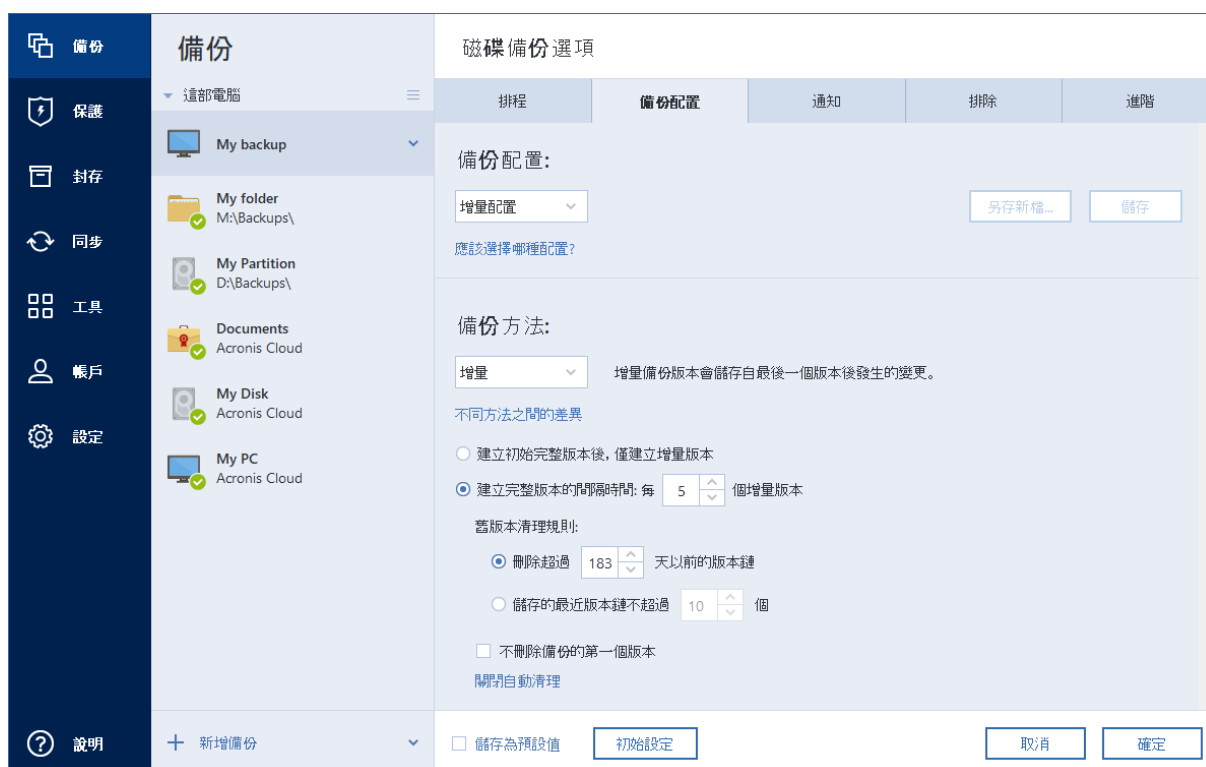 備份
保護
封存
同步
工具
帳戶
設定
說明
備份
這部電腦
My backup
My folder
M:\Backups\
My Partition
D:\Backups\
Documents
Acronis Cloud
My Disk
Acronis Cloud
My PC
Acronis Cloud
新增備份
磁碟備份選項
排程 備份配置 通知 排除 進階
備份配置:
增量配置 另存新檔... 儲存
應該選擇哪種配置?
備份方法:
增量 增量備份版本會儲存自最後一個版本後發生的變更。
不同方法之間的差異
建立初始完整版本後, 僅建立增量版本
建立完整版本的間隔時間: 每 5 個增量版本
舊版本清理規則:
刪除超過 183 天以前的版本鏈
儲存的最近版本鏈不超過 10 個
不刪除備份的第一個版本
關閉自動清理
儲存為預設值 初始設定 取消 確定